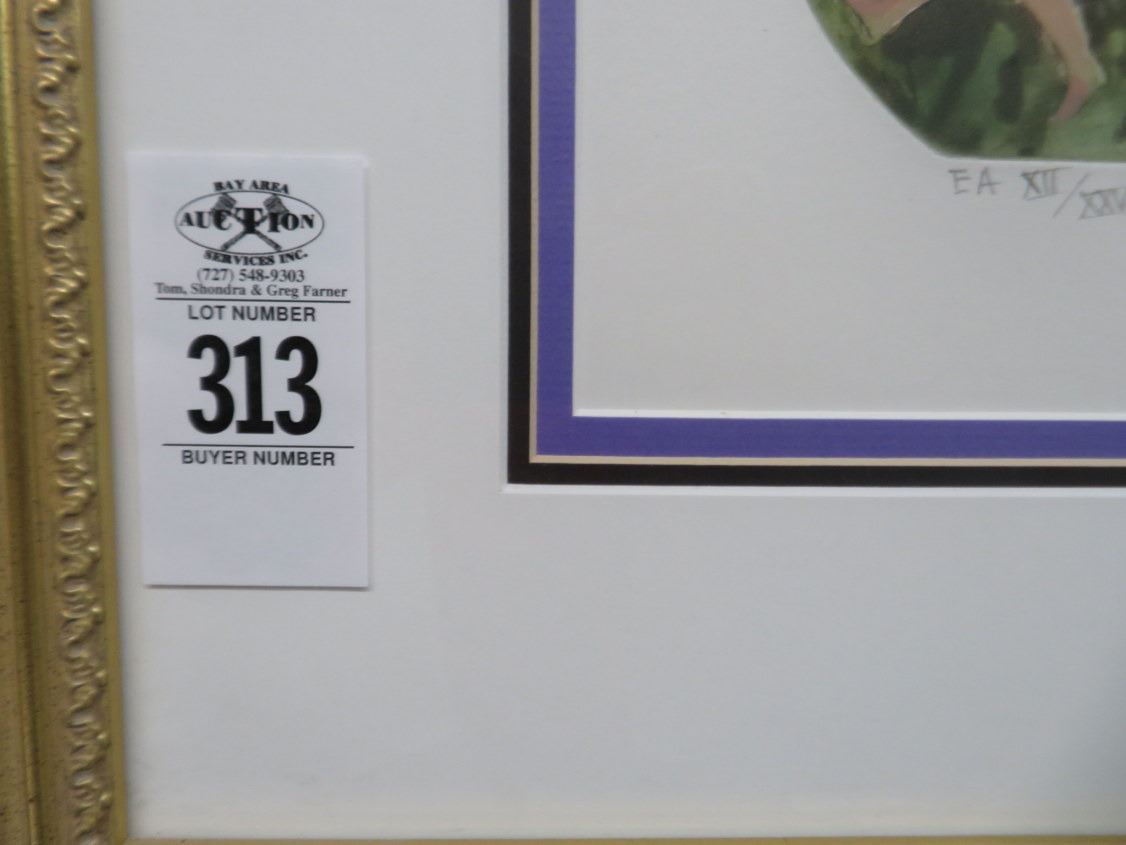 BAY AREA
AUCTION
SERVICES INC.
(727) 548-9303
Tom, Shondra & Greg Farner
LOT NUMBER
313
BUYER NUMBER
EA XII/XXV